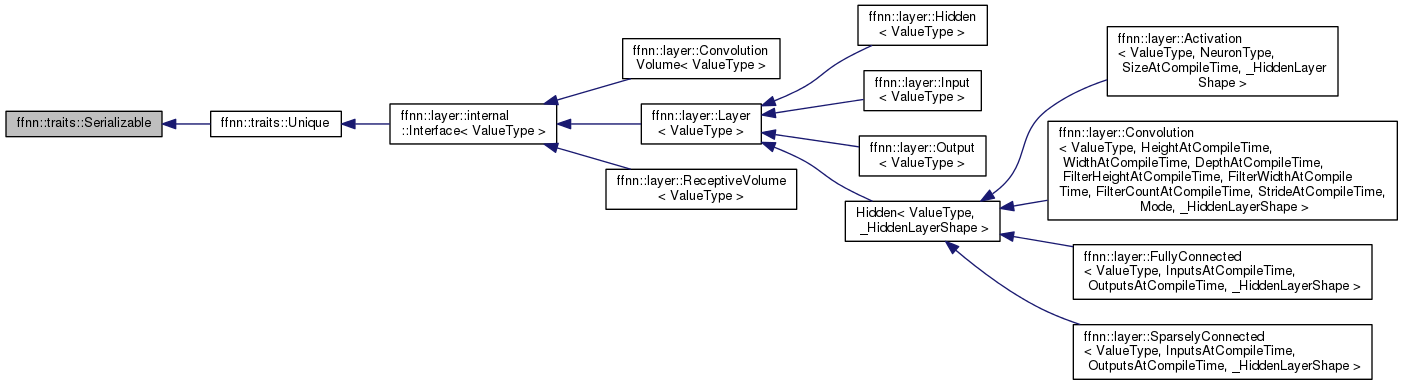 ffnn::traits::Serializable
ffnn::traits::Unique
ffnn::layer::internal
::Interface< ValueType >
ffnn::layer::Convolution
Volume< ValueType >
ffnn::layer::Layer
< ValueType >
ffnn::layer::ReceptiveVolume
< ValueType >
ffnn::layer::Hidden
< ValueType >
ffnn::layer::Input
< ValueType >
ffnn::layer::Output
< ValueType >
Hidden< ValueType,
_HiddenLayerShape >
ffnn::layer::Activation
< ValueType, NeuronType,
SizeAtCompileTime, _HiddenLayer
Shape >
ffnn::layer::Convolution
< ValueType, HeightAtCompileTime,
WidthAtCompileTime, DepthAtCompileTime,
FilterHeightAtCompileTime, FilterWidthAtCompile
Time, FilterCountAtCompileTime, StrideAtCompileTime,
Mode, _HiddenLayerShape >
ffnn::layer::FullyConnected
< ValueType, InputsAtCompileTime,
OutputsAtCompileTime, _HiddenLayerShape >
ffnn::layer::SparselyConnected
< ValueType, InputsAtCompileTime,
OutputsAtCompileTime, _HiddenLayerShape >